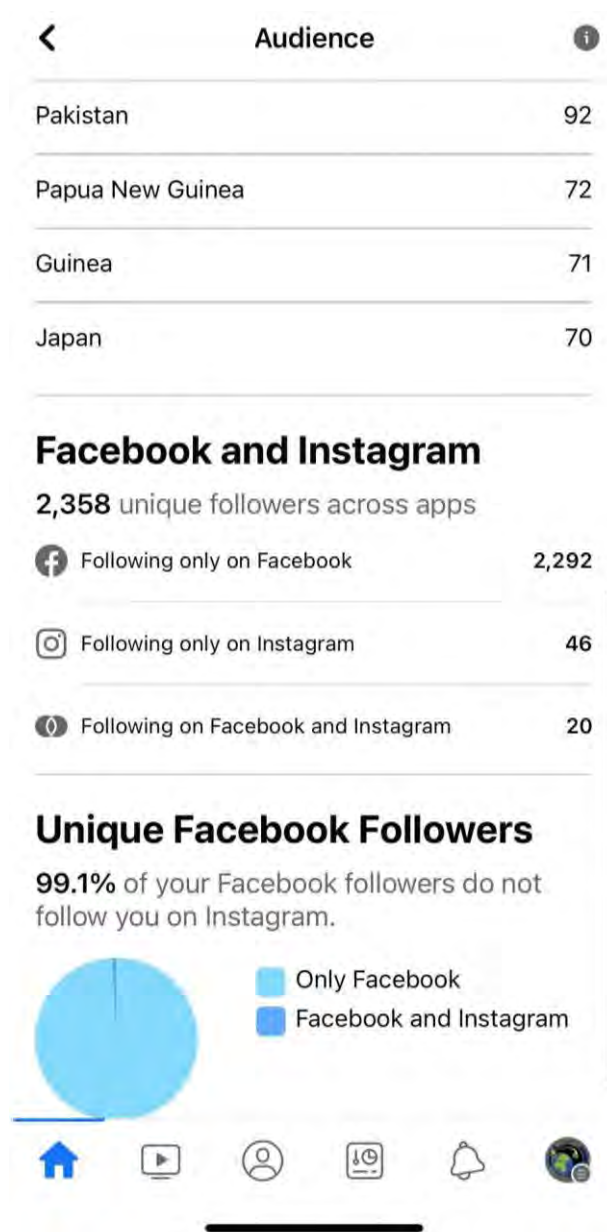 Audience
Pakistan 92
Papua New Guinea 72
Guinea 71
Japan 70
Facebook and Instagram
2,358 unique followers across apps
Following only on Facebook 2,292
Following only on Instagram 46
Following on Facebook and Instagram 20
Unique Facebook Followers
99.1% of your Facebook followers do not
follow you on Instagram.
Only Facebook
Facebook and Instagram